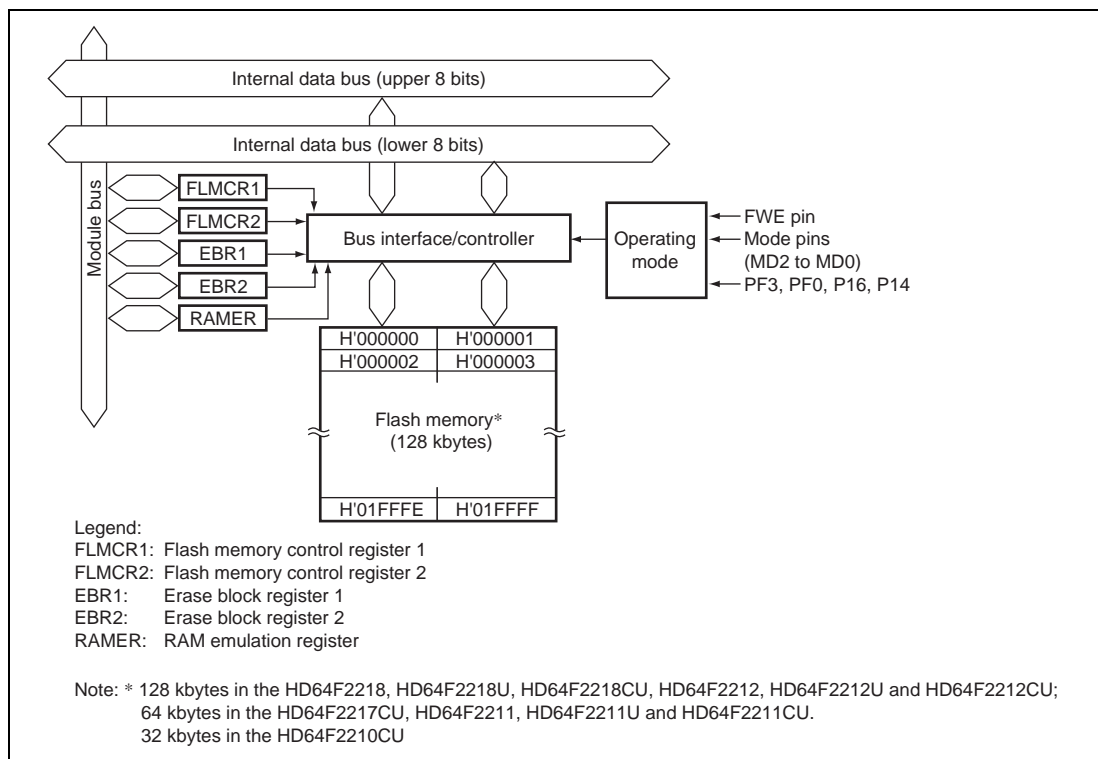 Internal data bus (upper 8 bits)
Internal data bus (lower 8 bits)
Module bus
FLMCR1
FLMCR2
EBR1
EBR2
RAMER
Bus interface/controller
Operating
mode
FWE pin
Mode pins
(MD2 to MD0)
PF3, PF0, P16, P14
H'000000 H'000001
H'000002 H'000003
Flash memory*
(128 kbytes)
H'01FFFE H'01FFFF
Legend:
FLMCR1: Flash memory control register 1
FLMCR2: Flash memory control register 2
EBR1: Erase block register 1
EBR2: Erase block register 2
RAMER: RAM emulation register
Note: * 128 kbytes in the HD64F2218, HD64F2218U, HD64F2218CU, HD64F2212, HD64F2212U and HD64F2212CU;
64 kbytes in the HD64F2217CU, HD64F2211, HD64F2211U and HD64F2211CU.
32 kbytes in the HD64F2210CU